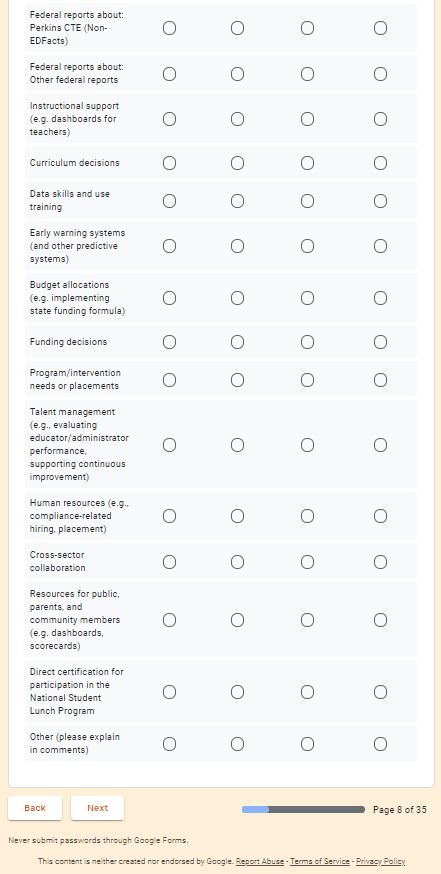 Federal reports about:
Perkins CTE (Non-
EDFacts)
Federal reports about:
Other federal reports
Instructional support
(e.g. dashboards for
teachers)
Curriculum decisions
Data skills and use
training
Early warning systems
(and other predictive
systems)
Budget allocations
(e.g. implementing
state funding formula)
Funding decisions
Program/intervention
needs or placements
Talent management
(e.g., evaluating
educator/administrator
performance,
supporting continuous
improvement)
Human resources (e.g.,
compliance-related
hiring, placement)
Cross-sector
collaboration
Resources for public,
parents, and
community members
(e.g. dashboards,
scorecards)
Direct certification for
participation in the
National Student
Lunch Program
Other (please explain
in comments)
Back Next Page 8 of 35
Never submit passwords through Google Forms.
This content is neither created nor endorsed by Google. Report Abuse - Terms of Service - Privacy Policy